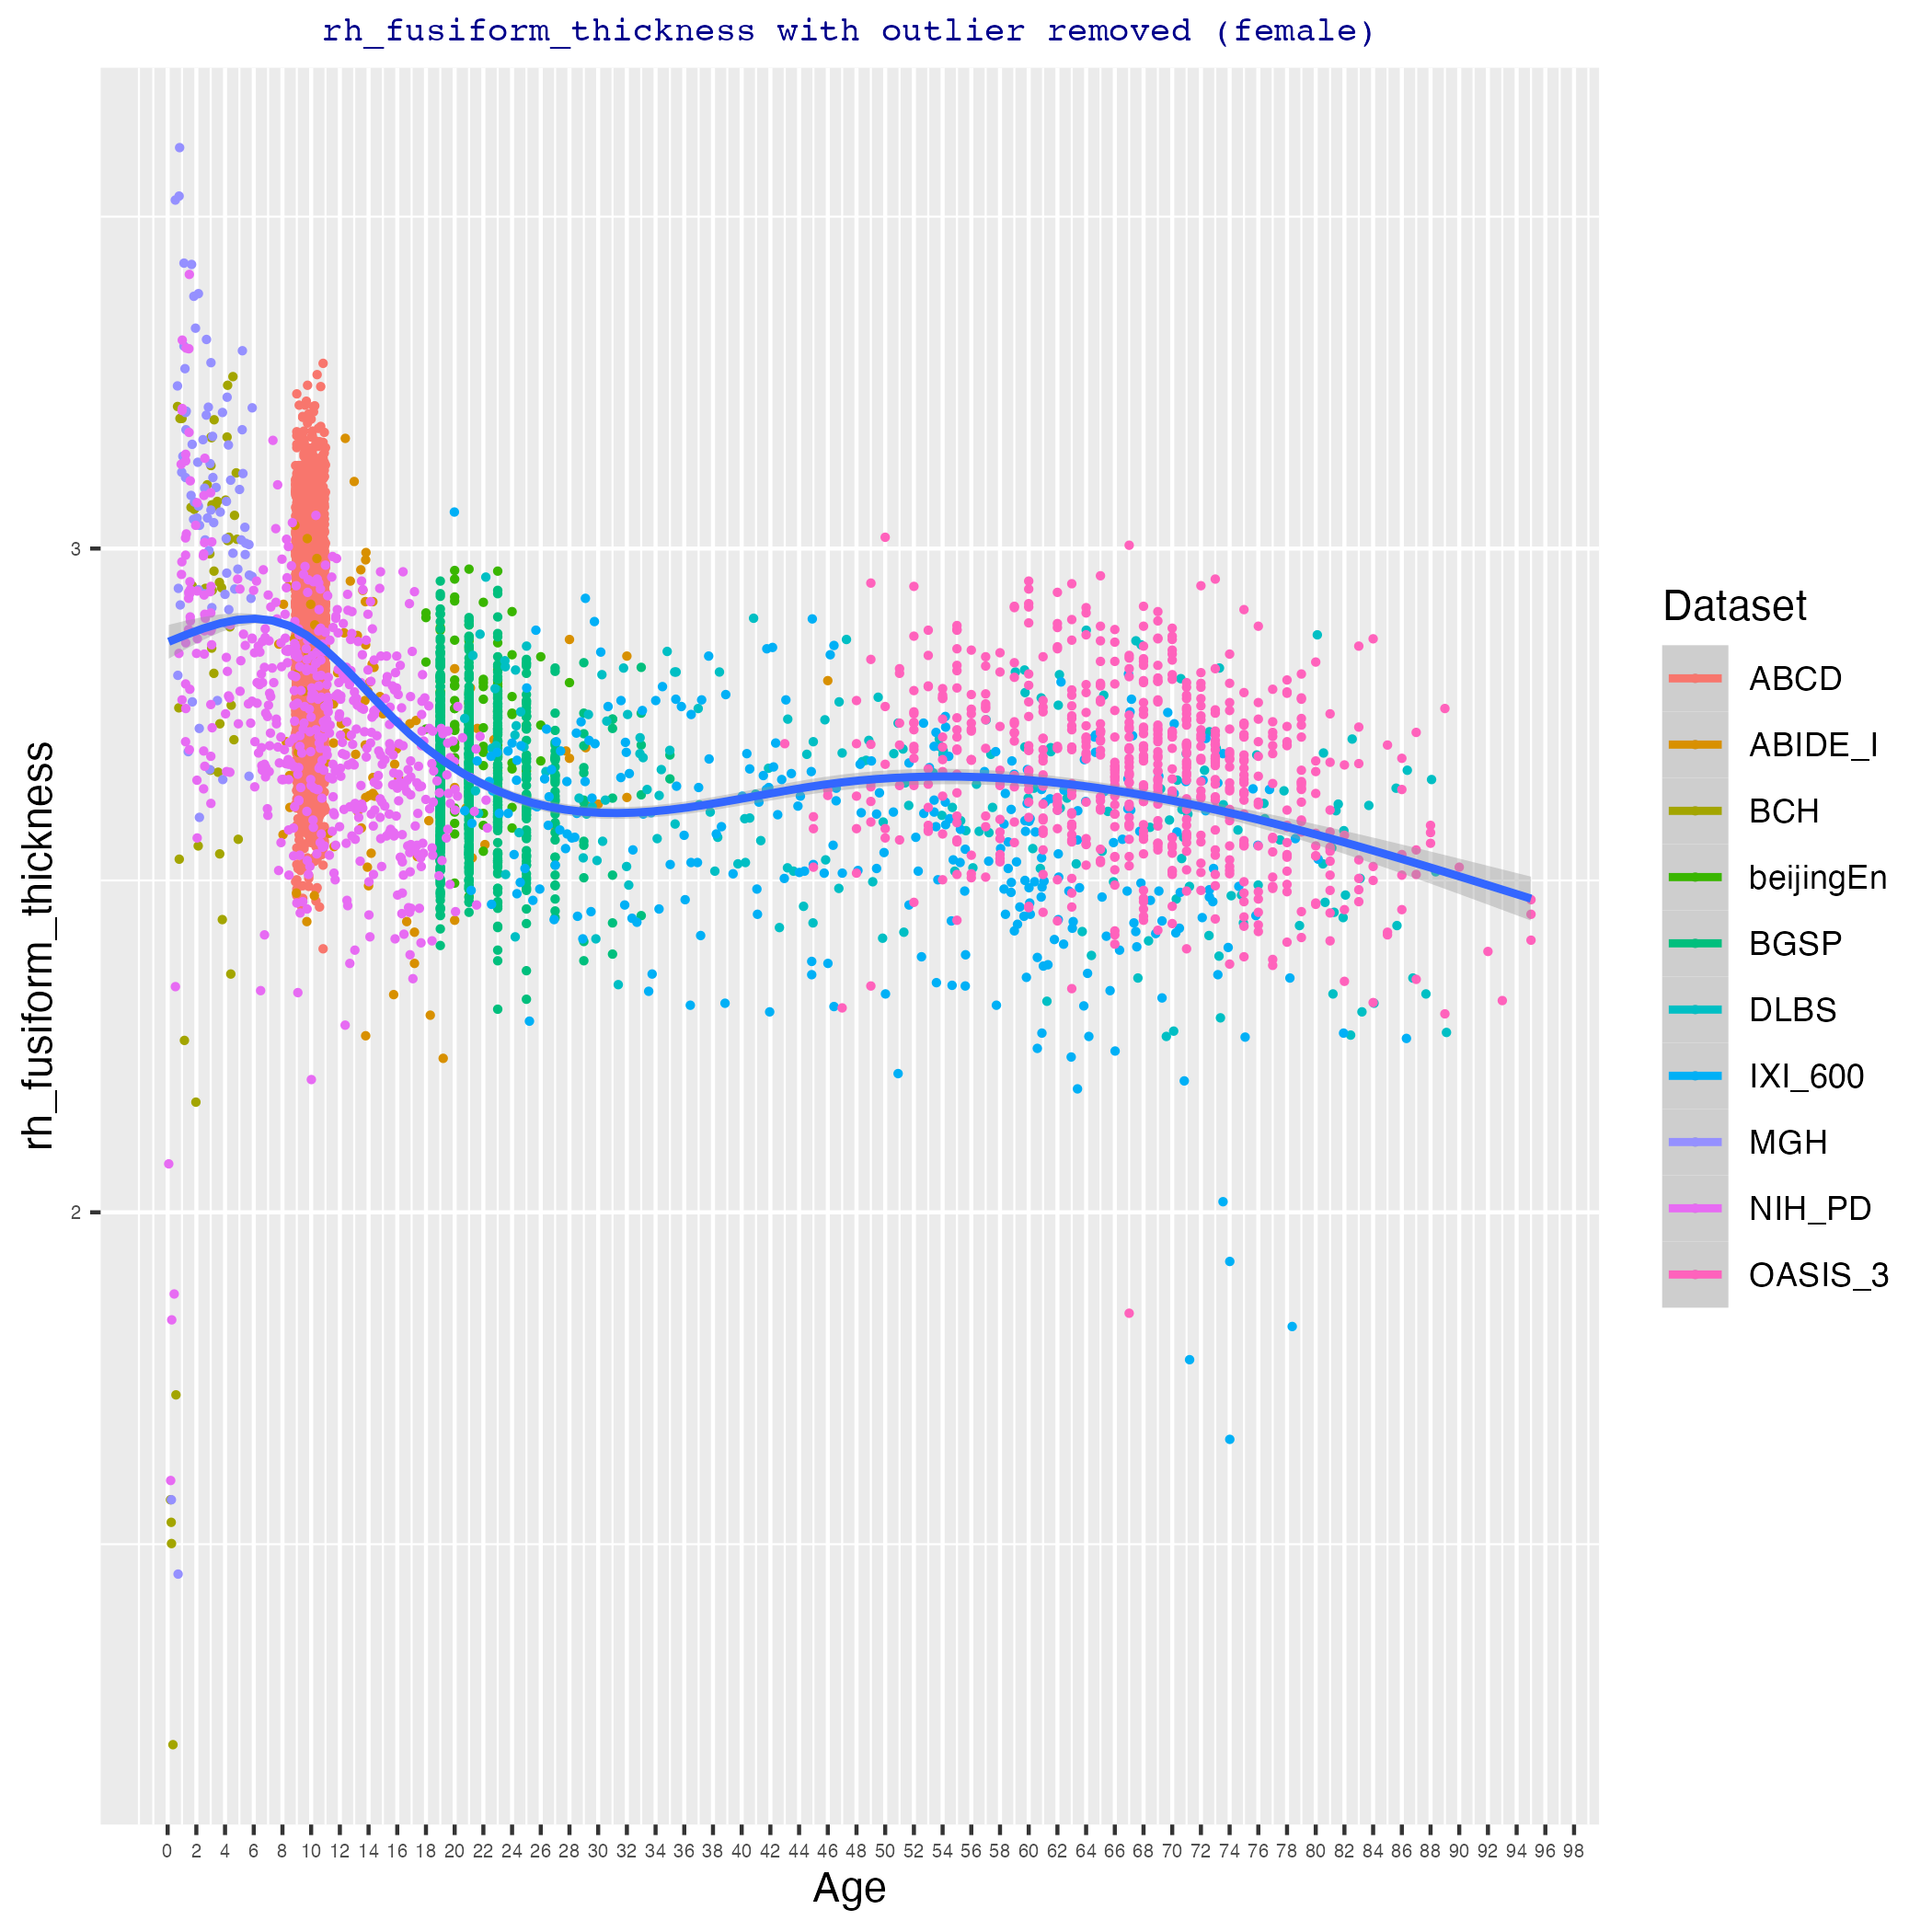 rh_fusiform_thickness with outlier removed (female)
rh_fusiform_thickness
3
2
0 2 4 6 8 10 12 14 16 18 20 22 24 26 28 30 32 34 36 38 40 42 44 46 48 50 52 54 56 58 60 62 64 66 68 70 72 74 76 78 80 82 84 86 88 90 92 94 96 98
Age
Dataset
ABCD
ABIDE_I
BCH
beijingEn
BGSP
DLBS
IXI_600
MGH
NIH_PD
OASIS_3